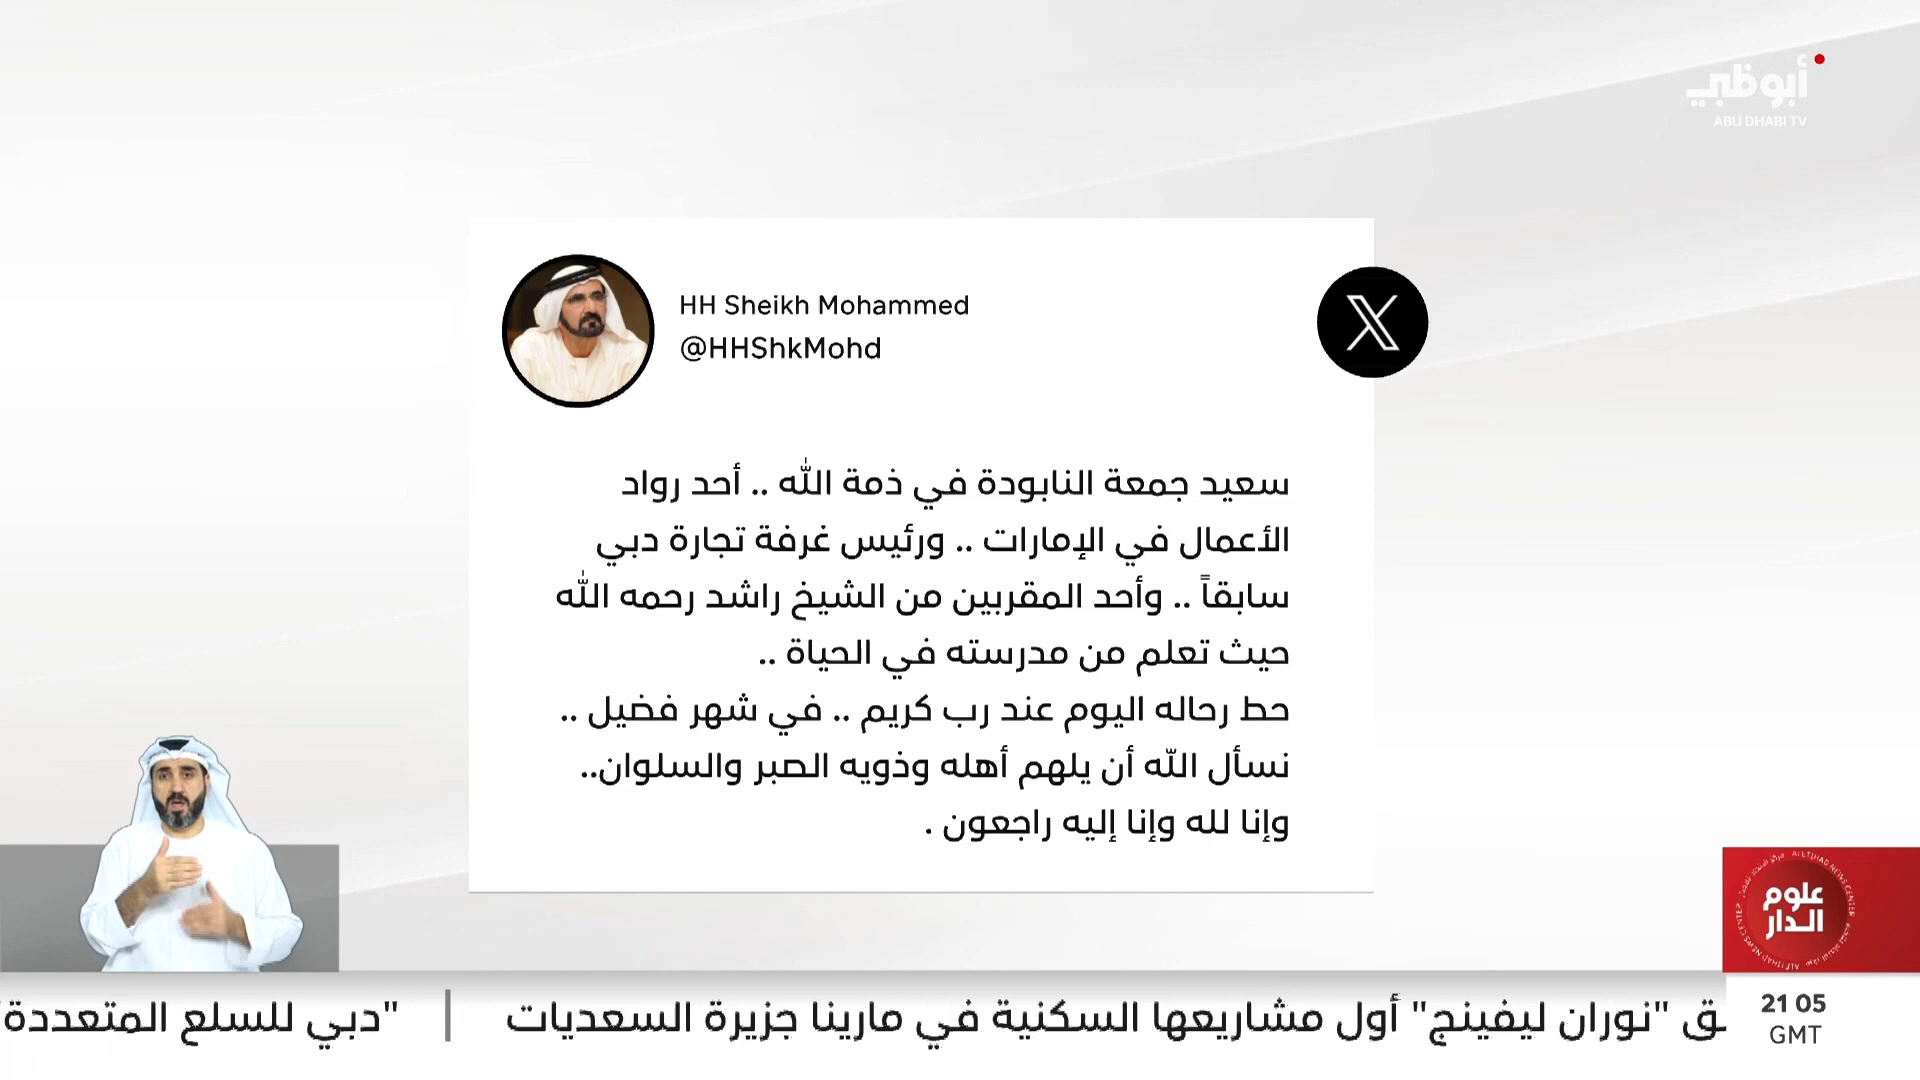 أبوظبي
ABU DHABI TV
HH Sheikh Mohammed
@HHShkMohd
سعيد جمعة النابودة في ذمة الله .. أحد رواد
الأعمال في الإمارات .. ورئيس غرفة تجارة دبي
سابقاً .. وأحد المقربين من الشيخ راشد رحمه الله
حيث تعلم من مدرسته في الحياة ..
حط رحاله اليوم عند رب كريم .. في شهر فضيل ..
نسأل الله أن يلهم أهله وذويه الصبر والسلوان..
وإنا لله وإنا إليه راجعون .
علوم
الدار
ـق "نوران ليفينج" أول مشاريعها السكنية في مارينا جزيرة السعديات | "دبي للسلع المتعددة"
21 05
GMT